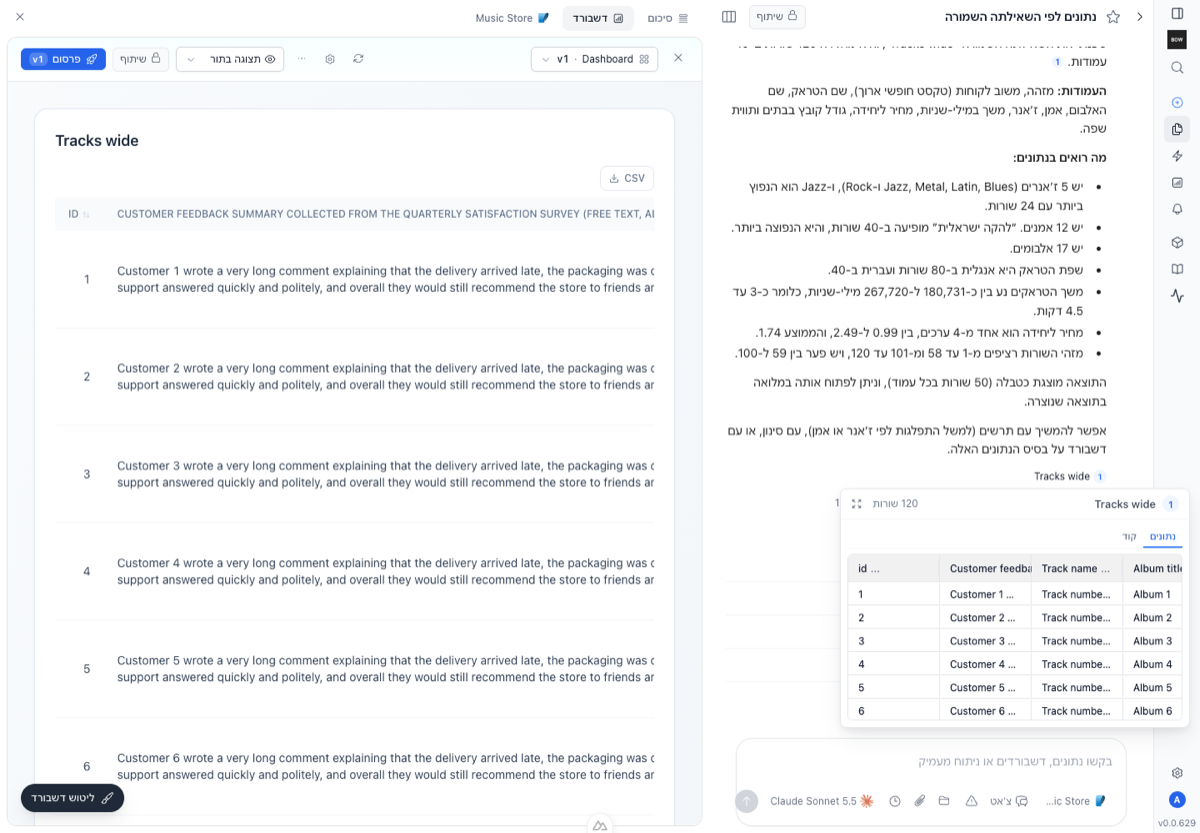 Music Store
דשבורד
סיכום
שיתוף
נתונים לפי השאילתה השמורה
פרסום v1
שיתוף
תצוגה בתור
v1 · Dashboard
Tracks wide
CSV
ID
CUSTOMER FEEDBACK SUMMARY COLLECTED FROM THE QUARTERLY SATISFACTION SURVEY (FREE TEXT,
1
Customer 1 wrote a very long comment explaining that the delivery arrived late, the packaging was
support answered quickly and politely, and overall they would still recommend the store to friends
2
Customer 2 wrote a very long comment explaining that the delivery arrived late, the packaging was
support answered quickly and politely, and overall they would still recommend the store to friends
3
Customer 3 wrote a very long comment explaining that the delivery arrived late, the packaging was
support answered quickly and politely, and overall they would still recommend the store to friends
4
Customer 4 wrote a very long comment explaining that the delivery arrived late, the packaging was
support answered quickly and politely, and overall they would still recommend the store to friends
5
Customer 5 wrote a very long comment explaining that the delivery arrived late, the packaging was
support answered quickly and politely, and overall they would still recommend the store to friends
6
Customer 6 wrote a very long comment explaining that the delivery arrived late, the packaging was
support answered quickly and politely, and overall they would still recommend the store to friends
ליטוש דשבורד
עמודות. 1
העמודות: מזהה, משוב לקוחות (טקסט חופשי ארוך), שם הטראק, שם
האלבום, אמן, ז'אנר, משך במילי-שניות, מחיר ליחידה, גודל קובץ בבתים ותווית
שפה.
מה רואים בנתונים:
• יש 5 ז'אנרים (Jazz, Metal, Latin, Blues ו-Rock), ו-Jazz הוא הנפוץ
ביותר עם 24 שורות.
• יש 12 אמנים. "להקה ישראלית" מופיעה ב-40 שורות, והיא הנפוצה ביותר.
• יש 17 אלבומים.
• שפת הטראק היא אנגלית ב-80 שורות ועברית ב-40.
• משך הטראקים נע בין כ-180,731 ל-267,720 מילי-שניות, כלומר כ-3 עד
4.5 דקות.
• מחיר ליחידה הוא אחד מ-4 ערכים, בין 0.99 ל-2.49, והממוצע 1.74.
• מזהי השורות רציפים מ-1 עד 58 ומ-101 עד 120, ויש פער בין 59 ל-100.
התוצאה מוצגת כטבלה (50 שורות בכל עמוד), וניתן לפתוח אותה במלואה
בתוצאה שנוצרה.
אפשר להמשיך עם תרשים (למשל התפלגות לפי ז'אנר או אמן), עם סינון, או עם
דשבורד על בסיס הנתונים האלה.
Tracks wide 1
1
Tracks wide 1
120 שורות
נתונים
קוד
id ... Customer feedba Track name ... Album title
1 Customer 1 ... Track numbe... Album 1
2 Customer 2 ... Track numbe... Album 2
3 Customer 3 ... Track numbe... Album 3
4 Customer 4 ... Track numbe... Album 4
5 Customer 5 ... Track numbe... Album 5
6 Customer 6 ... Track numbe... Album 6
בקשו נתונים, דשבורדים או ניתוח מעמיק
Claude Sonnet 5.5
צ'אט
...ic Store
BOW
A
v0.0.629